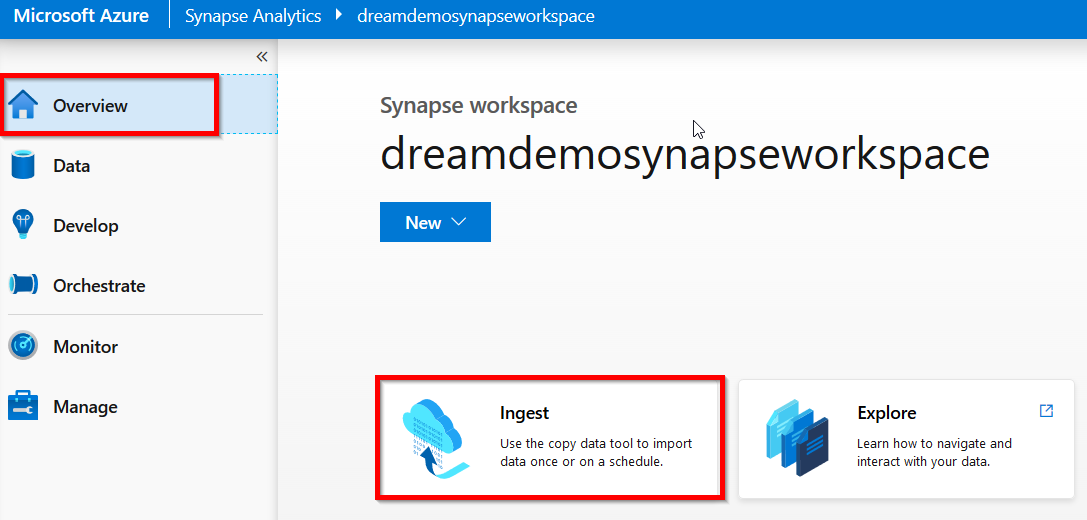 Microsoft Azure Synapse Analytics dreamdemosynapseworkspace
Overview
Data
Develop
Orchestrate
Monitor
Manage
Synapse workspace
dreamdemosynapseworkspace
New
Ingest
Use the copy data tool to import
data once or on a schedule.
Explore
Learn how to navigate and
interact with your data.